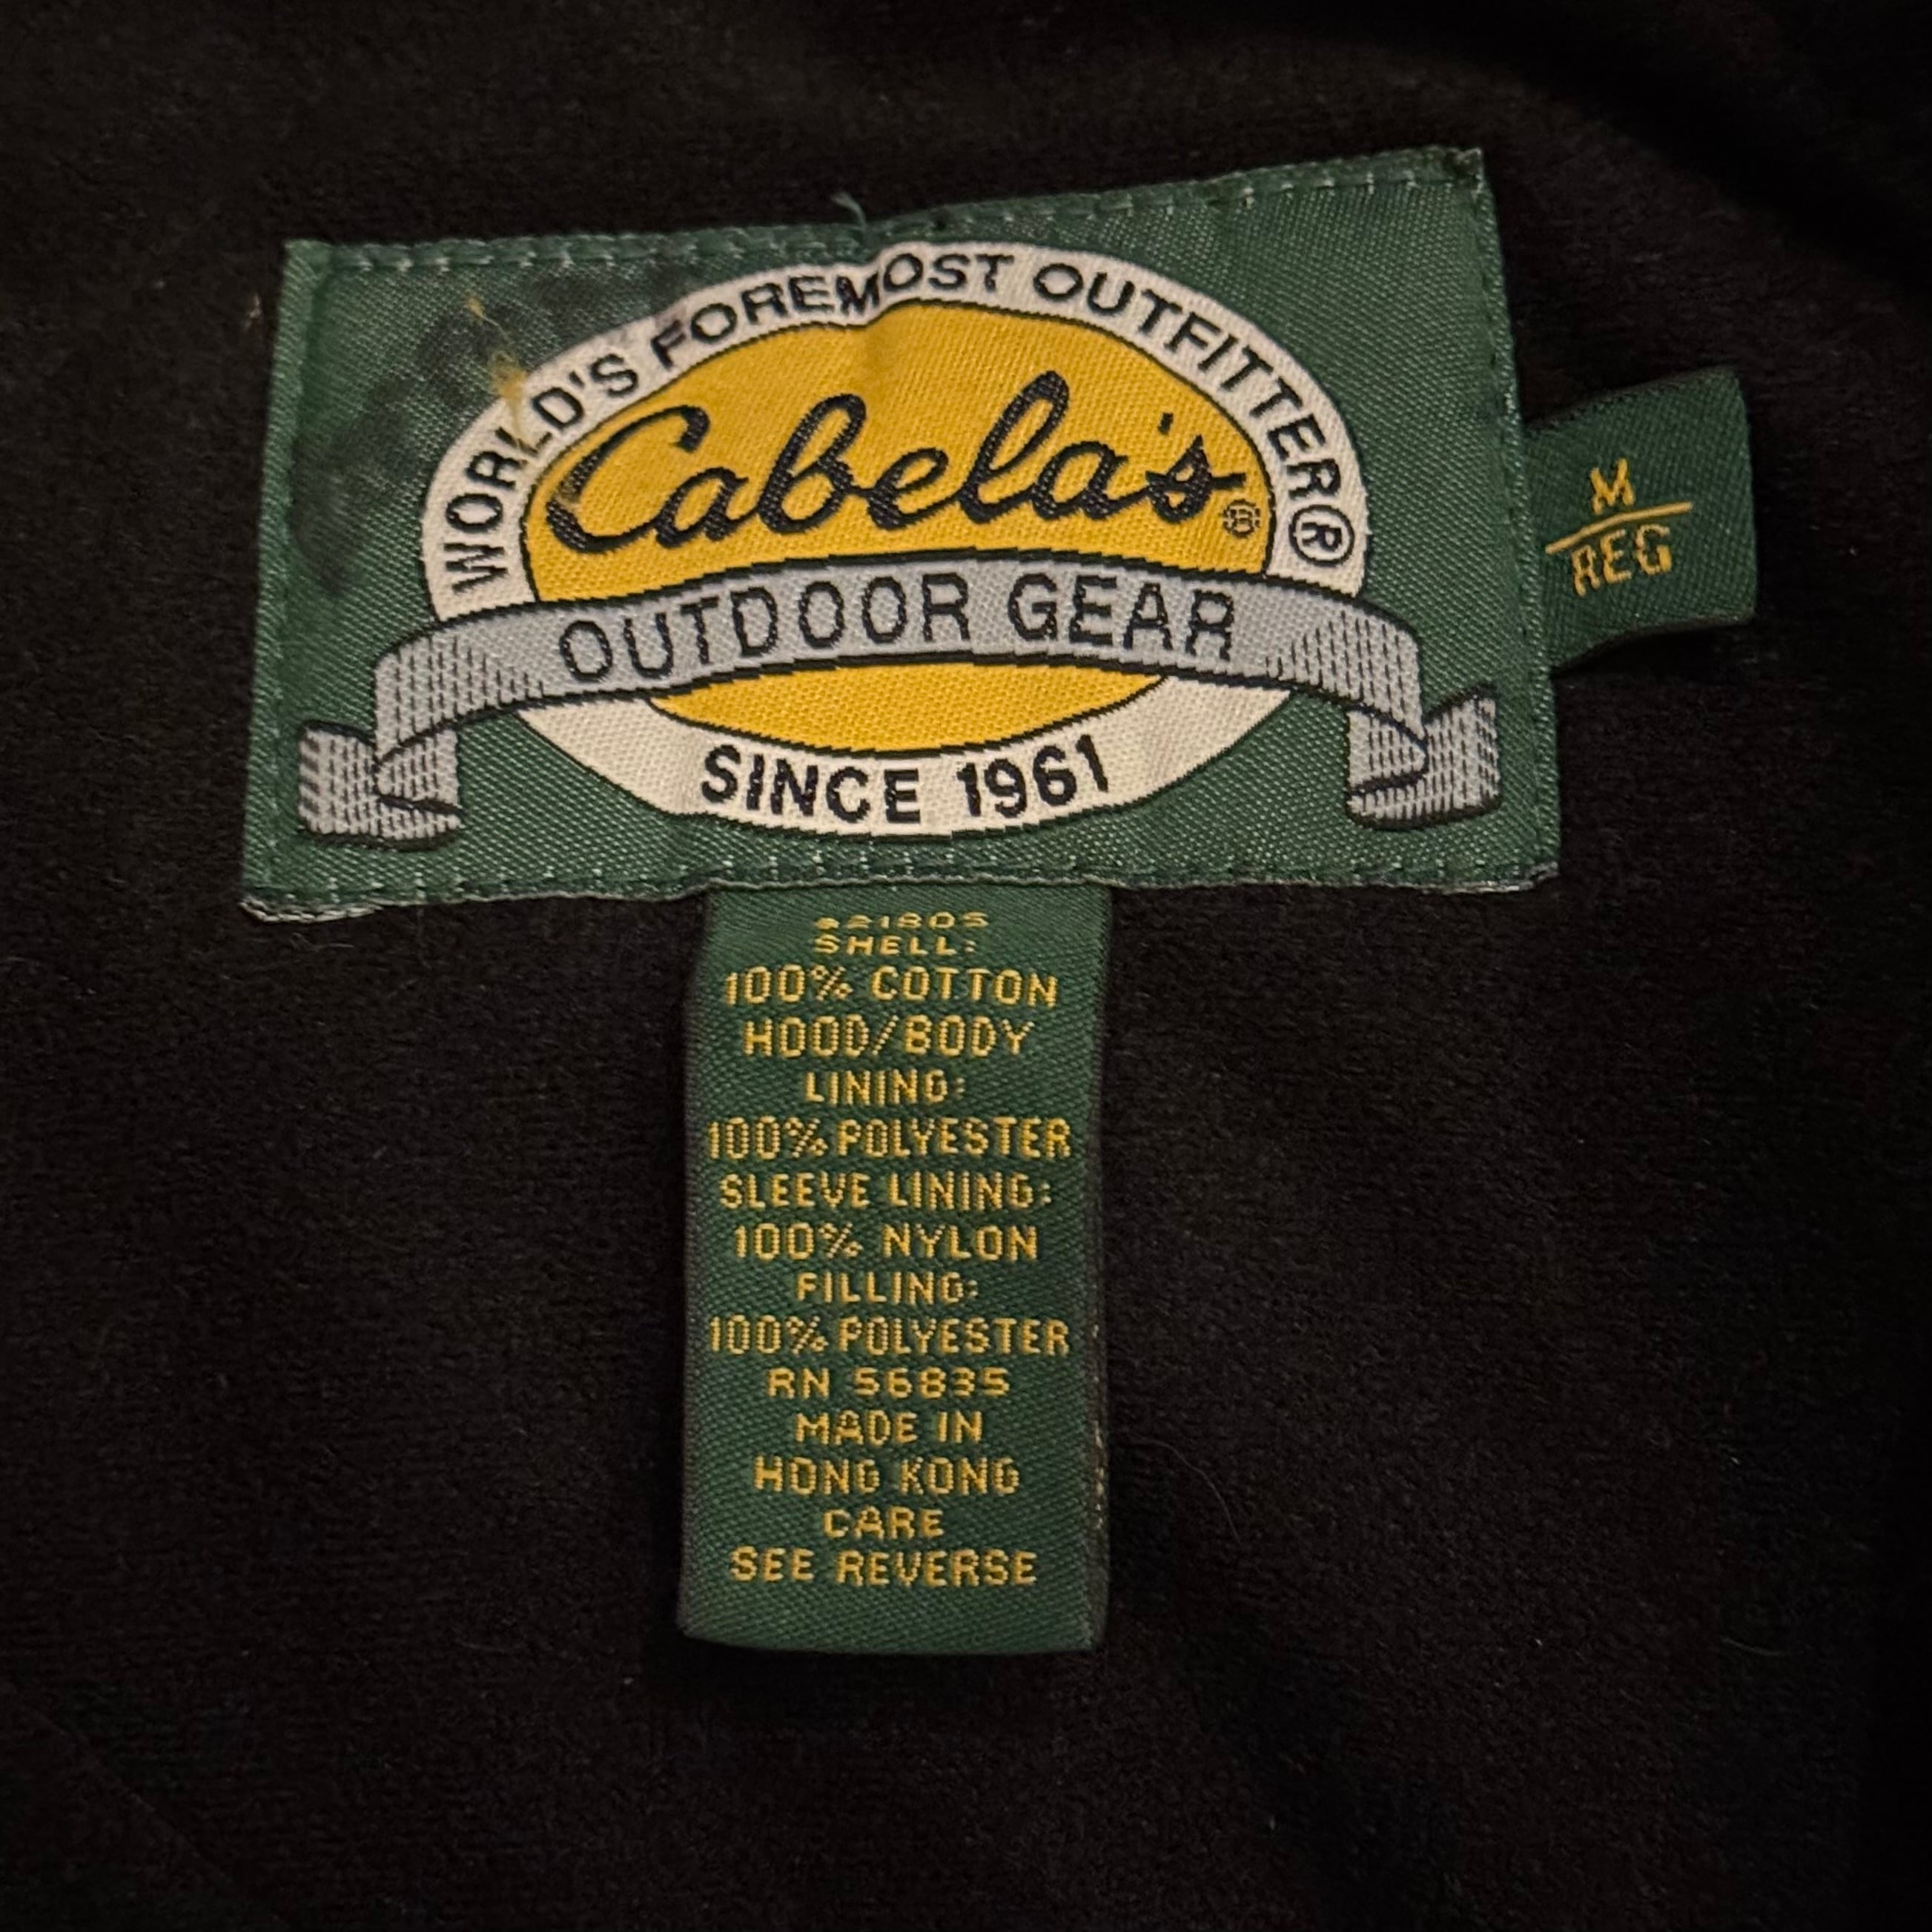 WORLD'S FOREMOST OUTFITTER®
Cabela's®
OUTDOOR GEAR
SINCE 1961
M
REG
SHELL:
100% COTTON
HOOD/BODY
LINING:
100% POLYESTER
SLEEVE LINING:
100% NYLON
FILLING:
100% POLYESTER
RN 56835
MADE IN
HONG KONG
CARE
SEE REVERSE